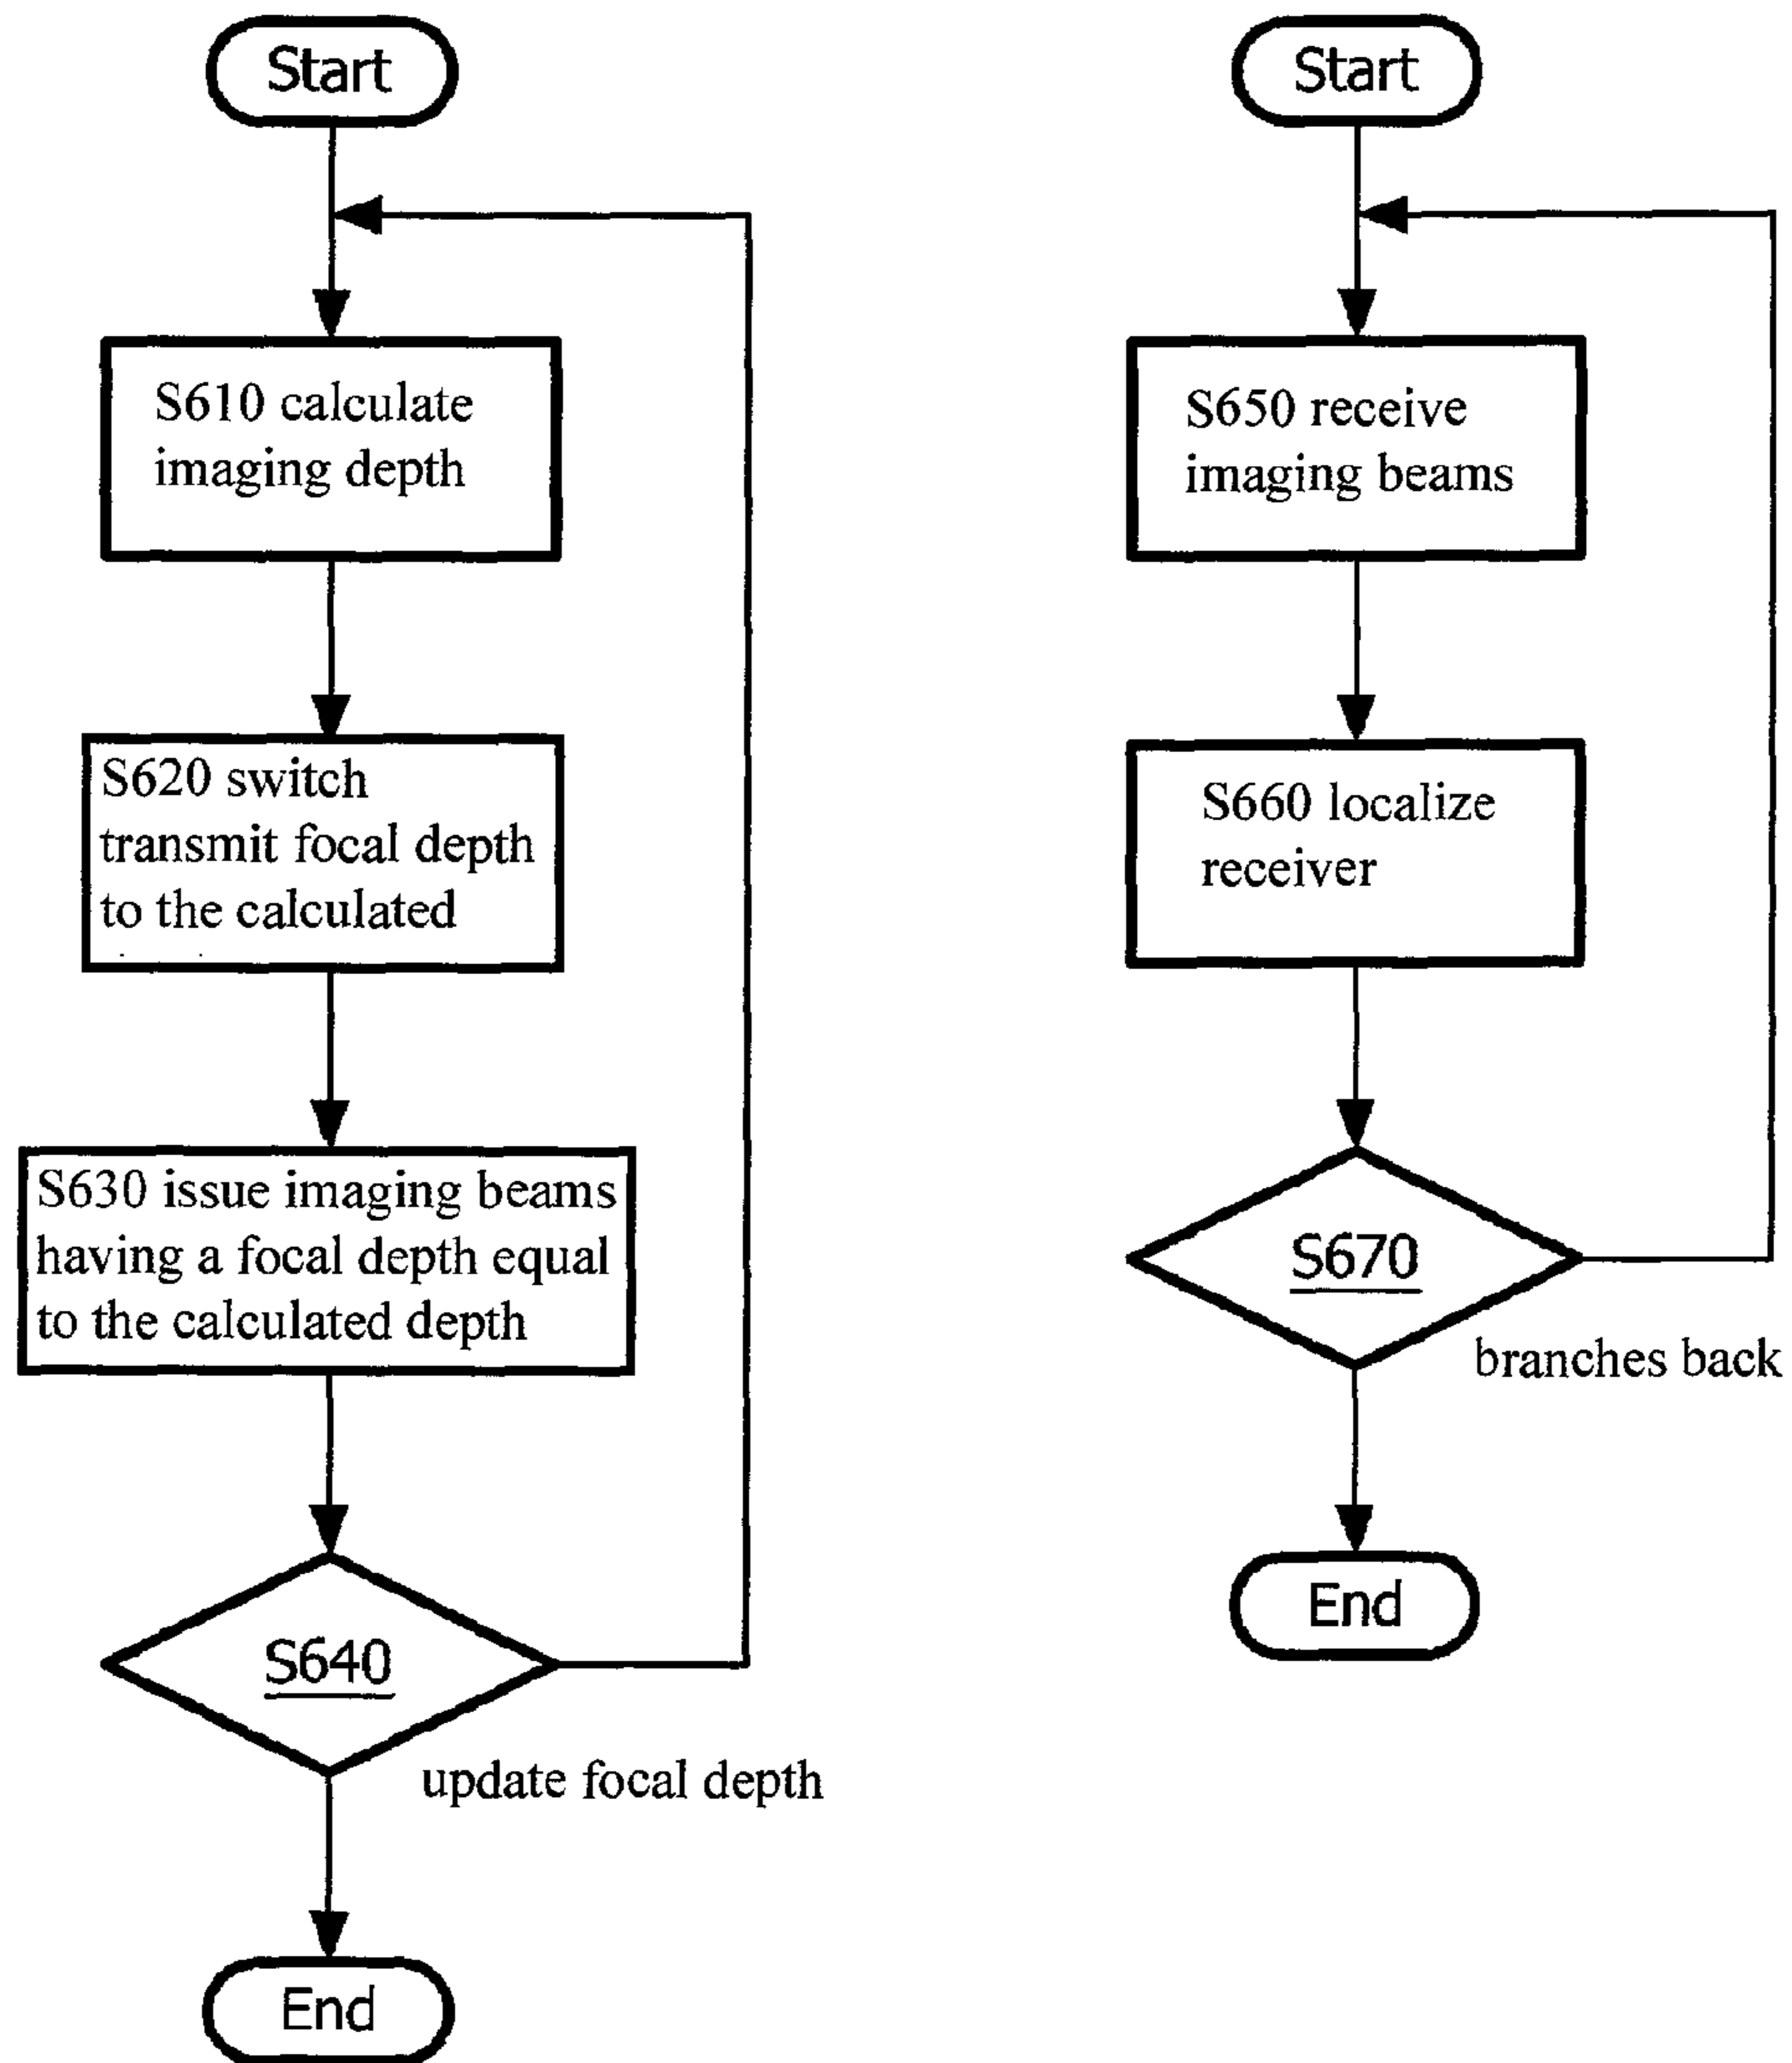 Start
S610 calculate
imaging depth
S620 switch
transmit focal depth
to the calculated
S630 issue imaging beams
having a focal depth equal
to the calculated depth
S640
update focal depth
End
Start
S650 receive
imaging beams
S660 localize
receiver
S670
branches back
End